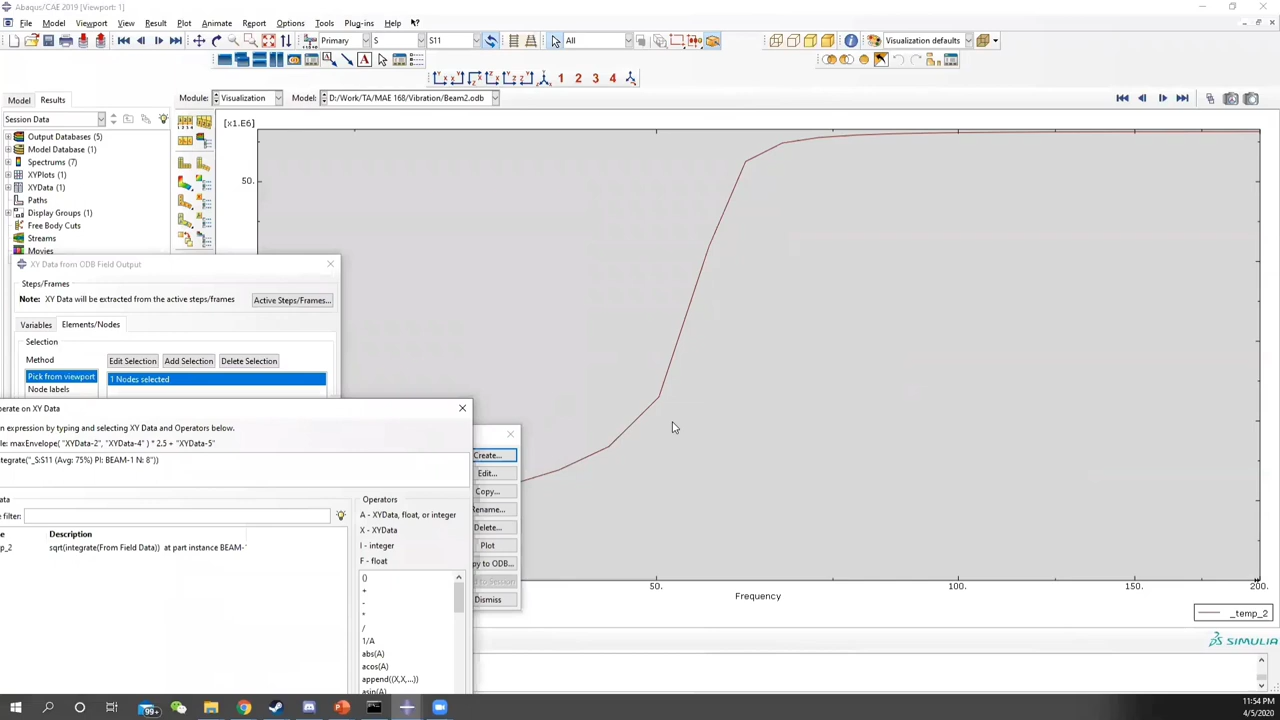 Abaqus/CAE 2019 [Viewport: 1]
File Model Viewport View Result Plot Animate Report Options Tools Plug-ins Help
Primary S S11 All Visualization defaults
1 2 3 4
Model Results Module: Visualization Model: D:/Work/TA/MAE 168/Vibration/Beam2.odb
Session Data
Output Databases (5)
Model Database (1)
Spectrums (7)
XYPlots (1)
XYData (1)
Paths
Display Groups (1)
Free Body Cuts
Streams
Movies
[x1.E6]
50.
XY Data from ODB Field Output
Steps/Frames
Note: XY Data will be extracted from the active steps/frames Active Steps/Frames...
Variables Elements/Nodes
Selection
Method Edit Selection Add Selection Delete Selection
Pick from viewport 1 Nodes selected
Node labels
erate on XY Data
n expression by typing and selecting XY Data and Operators below.
le: maxEnvelope( "XYData-2", "XYData-4" ) * 2.5 + "XYData-5"
tegrate("_S:S11 (Avg: 75%) PI: BEAM-1 N: 8"))
ata
e filter:
e Description
p_2 sqrt(integrate(From Field Data)) at part instance BEAM-
Operators
A - XYData, float, or integer
X - XYData
I - integer
F - float
()
+
-
*
/
1/A
abs(A)
acos(A)
append((X,X,...))
asin(A)
Create...
Edit...
Copy...
Rename...
Delete...
Plot
py to ODB...
Dismiss
50. 100. 150. 200.
Frequency
_temp_2
SIMULIA
99+
11:54 PM
4/5/2020